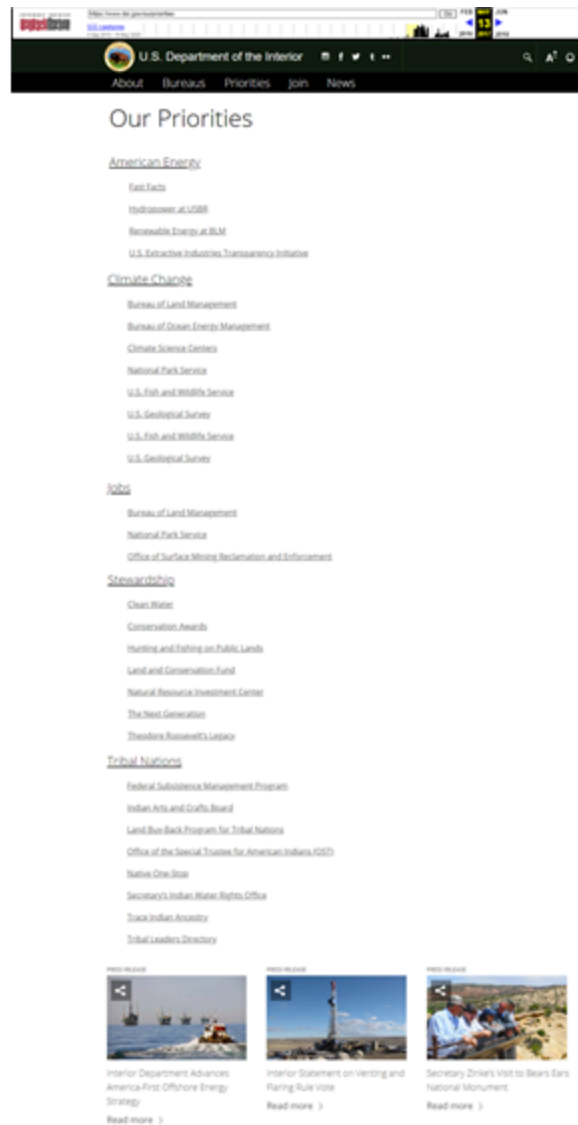 FEB MAY JUN
13
2016 2017 2018
U.S. Department of the Interior
About Bureaus Priorities Join News
Our Priorities
American Energy
Fast Facts
Hydropower at USBR
Renewable Energy at BLM
U.S. Extractive Industries Transparency Initiative
Climate Change
Bureau of Land Management
Bureau of Ocean Energy Management
Climate Science Centers
National Park Service
U.S. Fish and Wildlife Service
U.S. Geological Survey
U.S. Fish and Wildlife Service
U.S. Geological Survey
Jobs
Bureau of Land Management
National Park Service
Office of Surface Mining Reclamation and Enforcement
Stewardship
Clean Water
Conservation Awards
Hunting and Fishing on Public Lands
Land and Conservation Fund
Natural Resource Investment Center
The Next Generation
Theodore Roosevelt's Legacy
Tribal Nations
Federal Subsistence Management Program
Indian Arts and Crafts Board
Land Buy-Back Program for Tribal Nations
Office of the Special Trustee for American Indians (OST)
Native One-Stop
Secretary's Indian Water Rights Office
Trace Indian Ancestry
Tribal Leaders Directory
PRESS RELEASE PRESS RELEASE PRESS RELEASE
Interior Department Advances
America-First Offshore Energy
Strategy
Read more
Interior Statement on Venting and
Flaring Rule Vote
Read more
Secretary Zinke's Visit to Bears Ears
National Monument
Read more